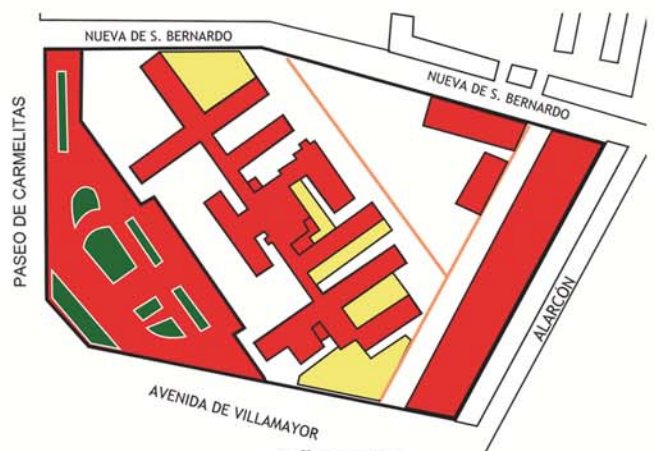 NUEVA DE S. BERNARDO
NUEVA DE S. BERNARDO
PASEO DE CARMELITAS
ALARCÓN
AVENIDA DE VILLAMAYOR